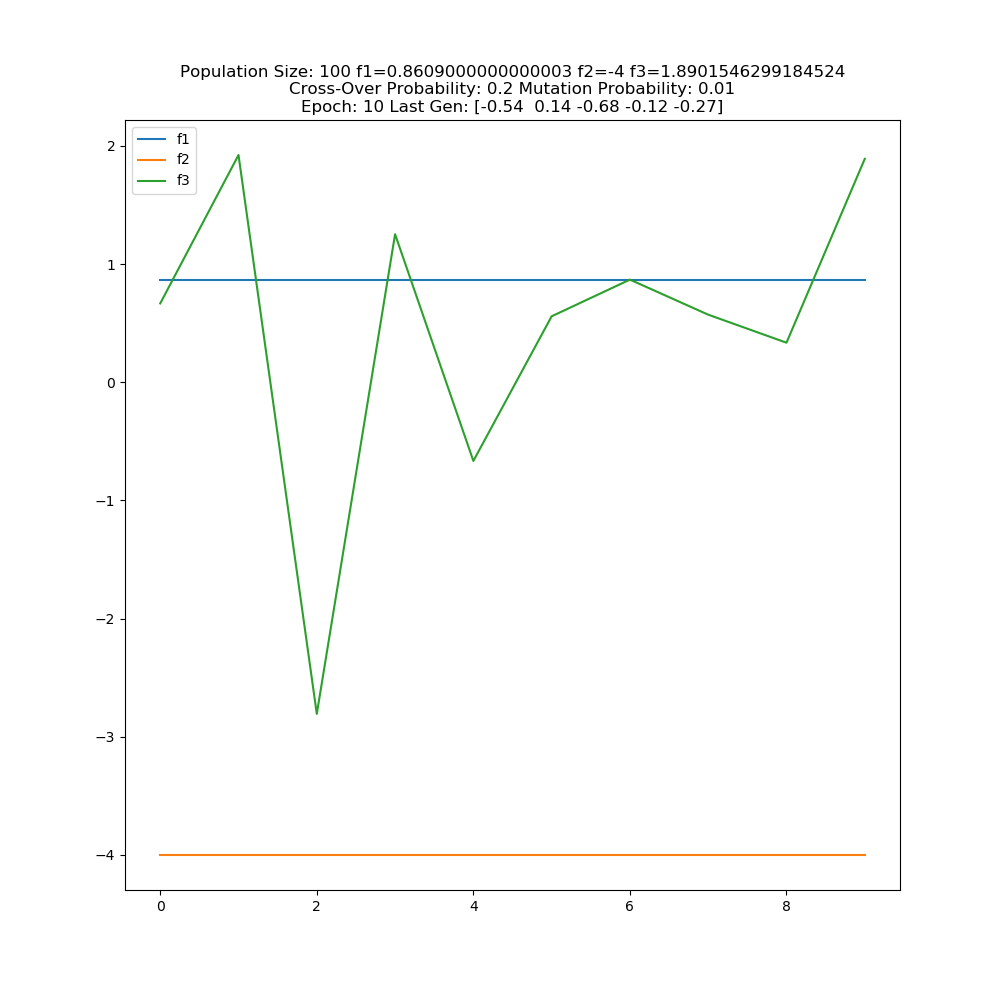 Population Size: 100 f1=0.8609000000000003 f2=-4 f3=1.8901546299184524
Cross-Over Probability: 0.2 Mutation Probability: 0.01
Epoch: 10 Last Gen: [-0.54  0.14 -0.68 -0.12 -0.27]
f1
f2
f3
2
1
0
−1
−2
−3
−4
0 2 4 6 8